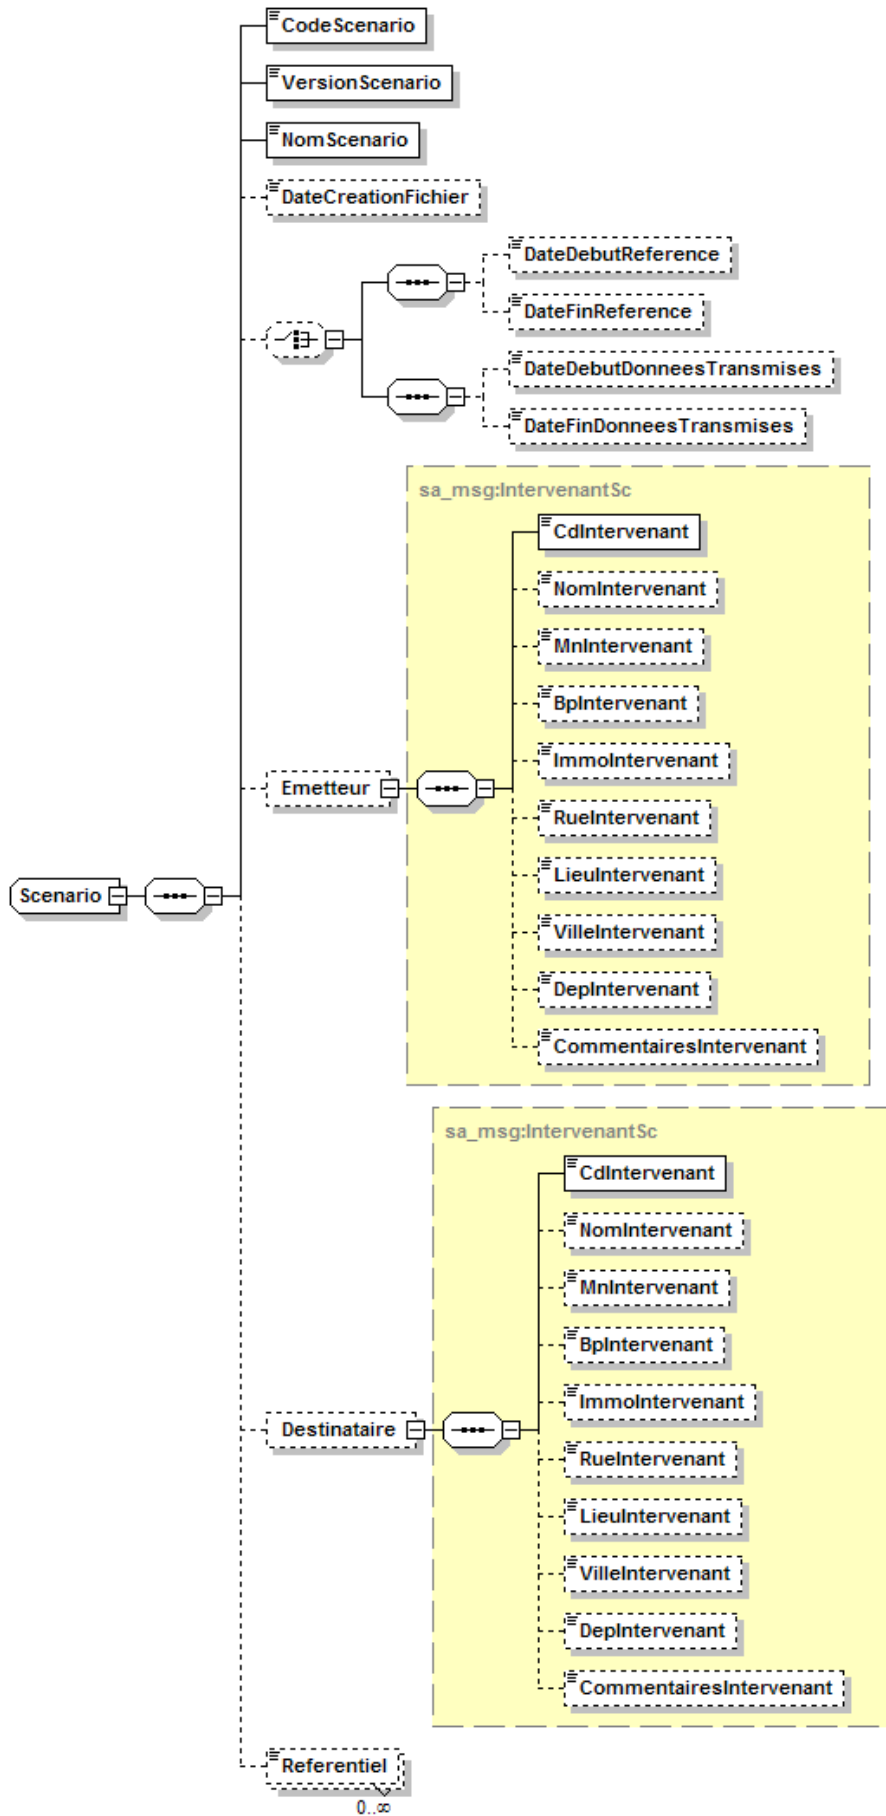 CodeScenario
VersionScenario
NomScenario
DateCreationFichier
DateDebutReference
DateFinReference
DateDebutDonneesTransmises
DateFinDonneesTransmises
sa_msg:IntervenantSc
CdIntervenant
NomIntervenant
MnIntervenant
BpIntervenant
ImmoIntervenant
Emetteur
RueIntervenant
LieuIntervenant
Scenario
VilleIntervenant
DepIntervenant
CommentairesIntervenant
sa_msg:IntervenantSc
CdIntervenant
NomIntervenant
MnIntervenant
BpIntervenant
ImmoIntervenant
Destinataire
RueIntervenant
LieuIntervenant
VilleIntervenant
DepIntervenant
CommentairesIntervenant
Referentiel
0..∞